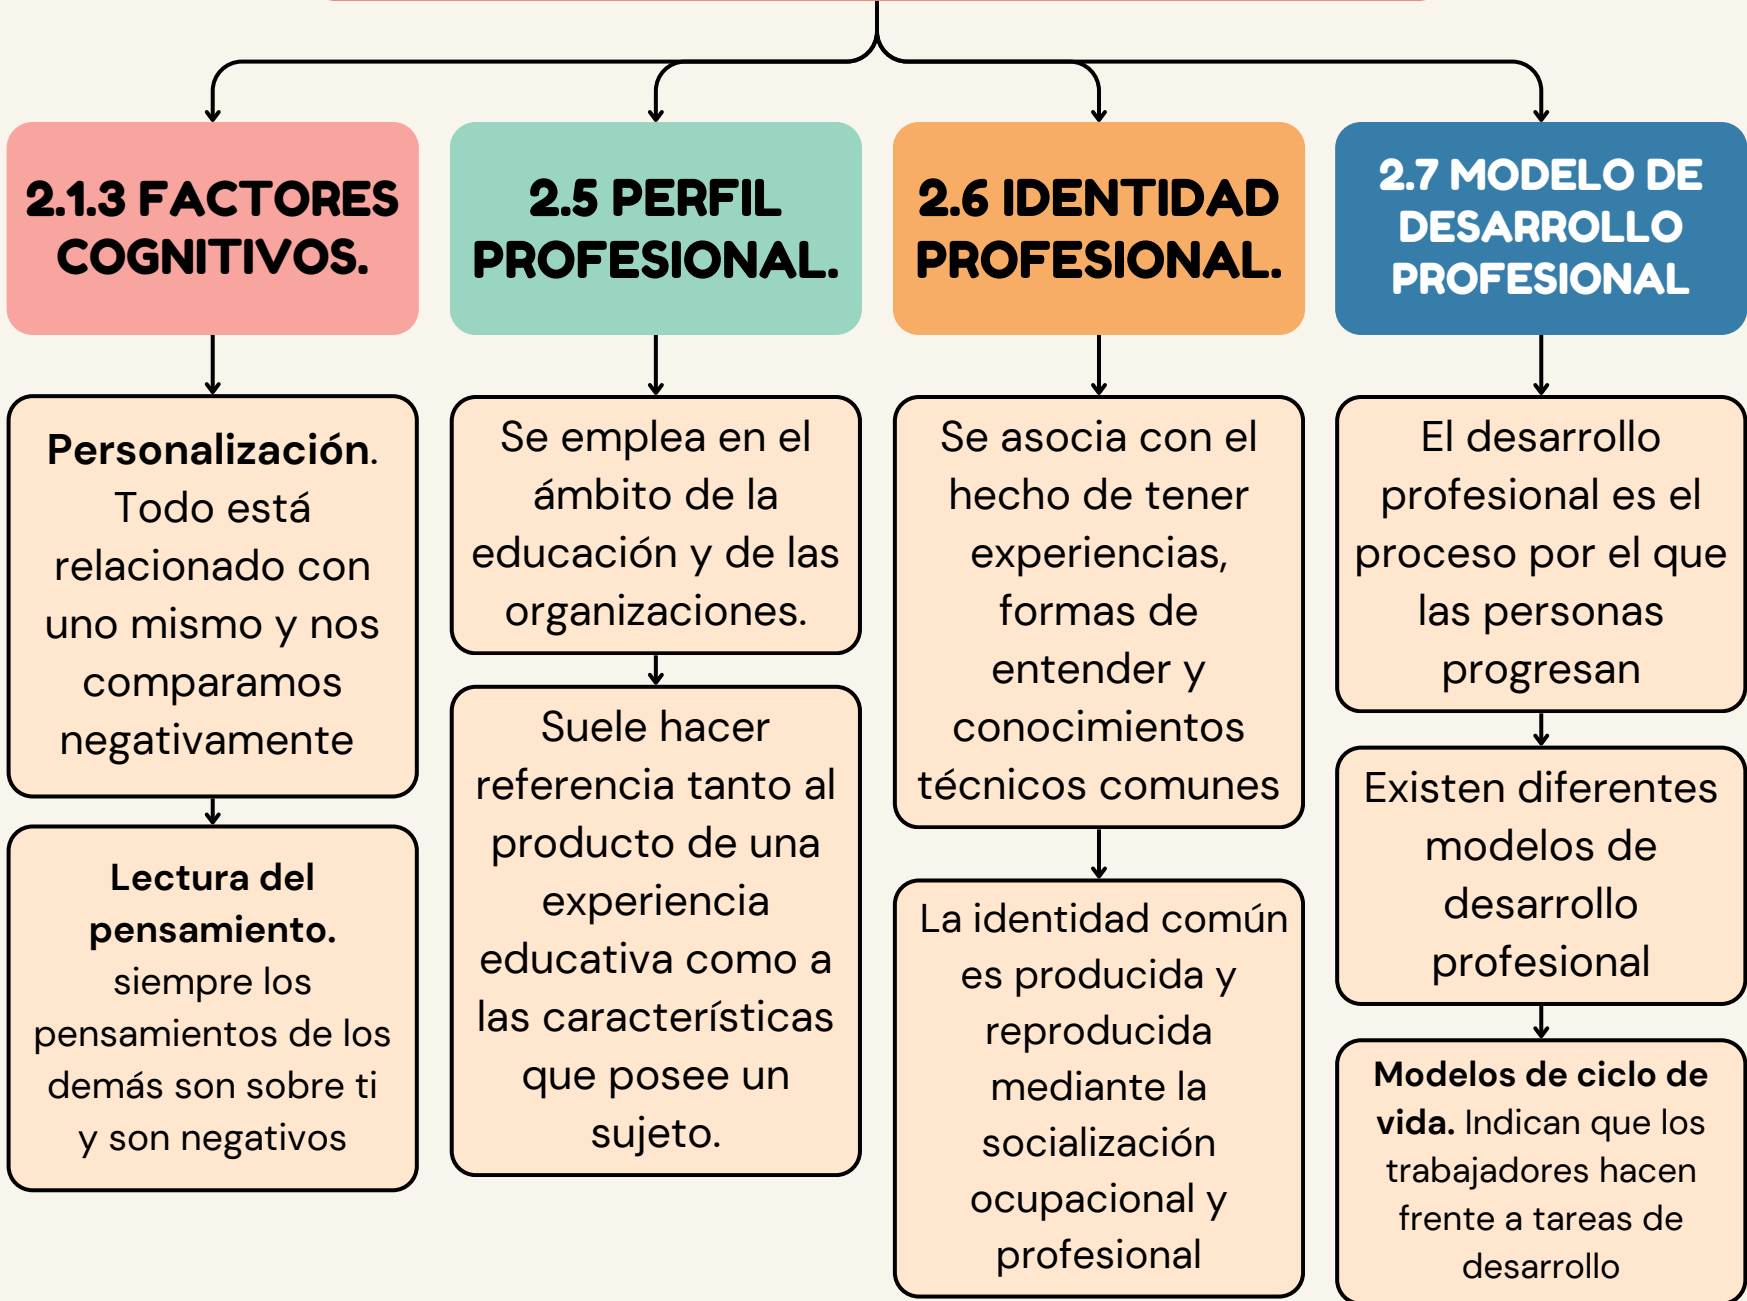 2.1.3 FACTORES
COGNITIVOS.
Personalización.
Todo está
relacionado con
uno mismo y nos
comparamos
negativamente
Lectura del
pensamiento.
siempre los
pensamientos de los
demás son sobre ti
y son negativos
2.5 PERFIL
PROFESIONAL.
Se emplea en el
ámbito de la
educación y de las
organizaciones.
Suele hacer
referencia tanto al
producto de una
experiencia
educativa como a
las características
que posee un
sujeto.
2.6 IDENTIDAD
PROFESIONAL.
Se asocia con el
hecho de tener
experiencias,
formas de
entender y
conocimientos
técnicos comunes
La identidad común
es producida y
reproducida
mediante la
socialización
ocupacional y
profesional
2.7 MODELO DE
DESARROLLO
PROFESIONAL
El desarrollo
profesional es el
proceso por el que
las personas
progresan
Existen diferentes
modelos de
desarrollo
profesional
Modelos de ciclo de
vida. Indican que los
trabajadores hacen
frente a tareas de
desarrollo